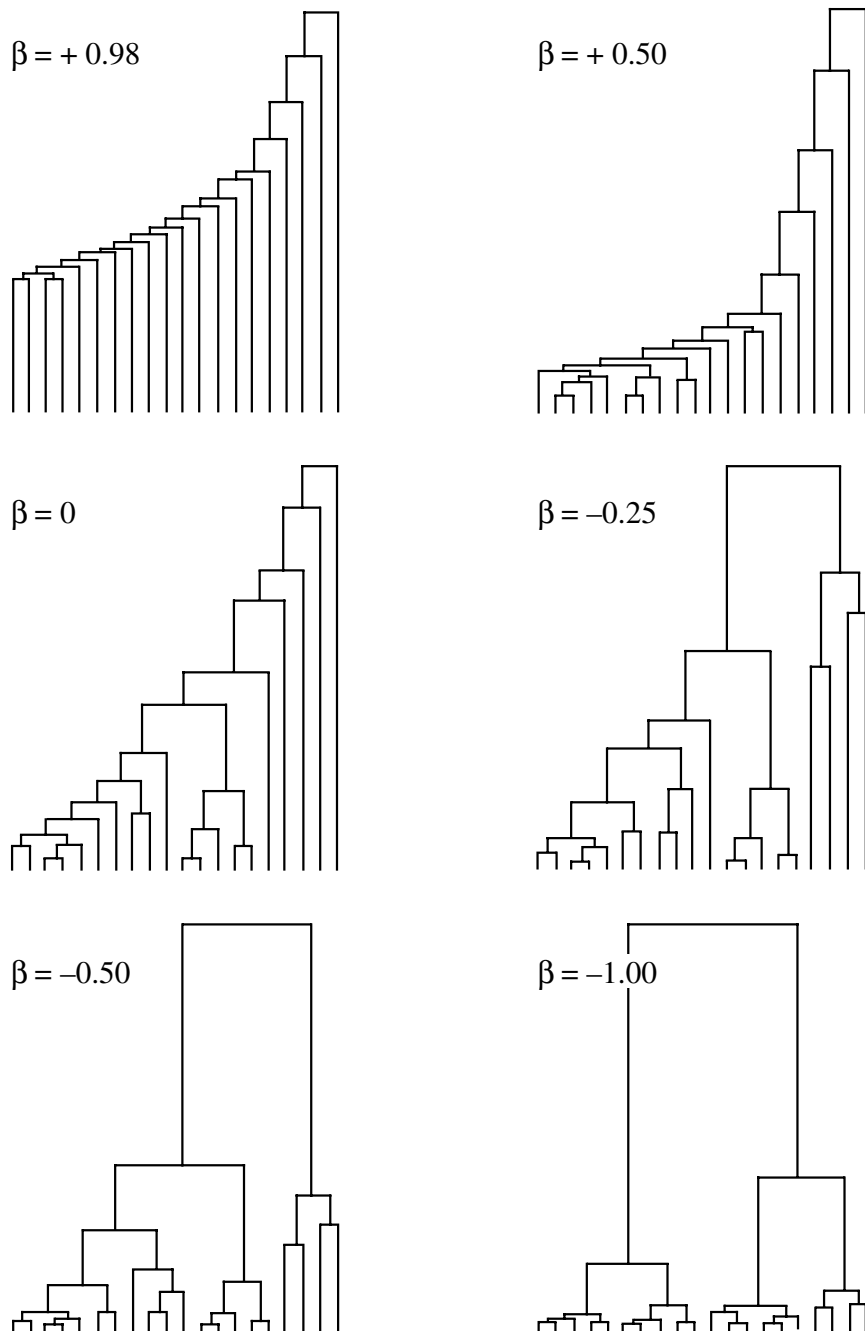 β = + 0.98
β = + 0.50
β = 0
β = –0.25
β = –0.50
β = –1.00